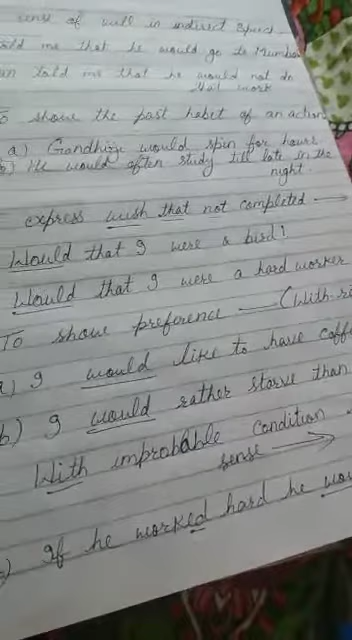 sense of will in indirect speech
told me that he would go to Mumbai
told me that he would not do
that work
To show the past habet of an action
a) Gandhiji would spin for hours.
b) He would often study till late in the
night.
express wish that not completed →
Would that I were a bird!
Would that I were a hard worker
To show preference — (With
a) I would like to have coff
b) I would rather starve than
With improbable condition
sense →
If he worked hard he wo